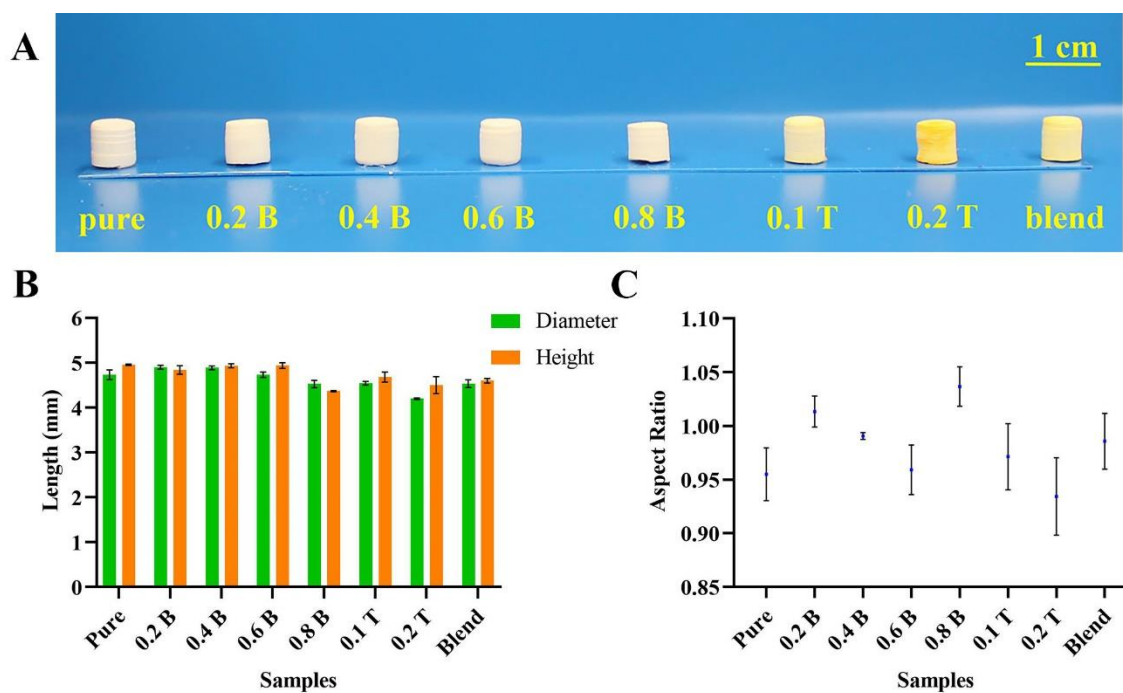 A
1 cm
pure 0.2 B 0.4 B 0.6 B 0.8 B 0.1 T 0.2 T blend
B
Diameter
Height
Length (mm)
6
5
4
3
2
1
0
Pure 0.2 B 0.4 B 0.6 B 0.8 B 0.1 T 0.2 T Blend
Samples
C
Aspect Ratio
1.10
1.05
1.00
0.95
0.90
0.85
Pure 0.2 B 0.4 B 0.6 B 0.8 B 0.1 T 0.2 T Blend
Samples